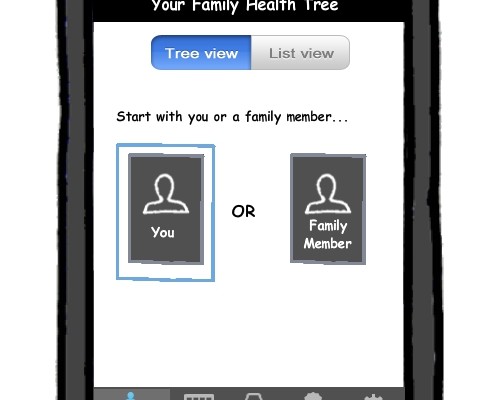 Your Family Health Tree
Tree view List view
Start with you or a family member...
You
OR
Family
Member